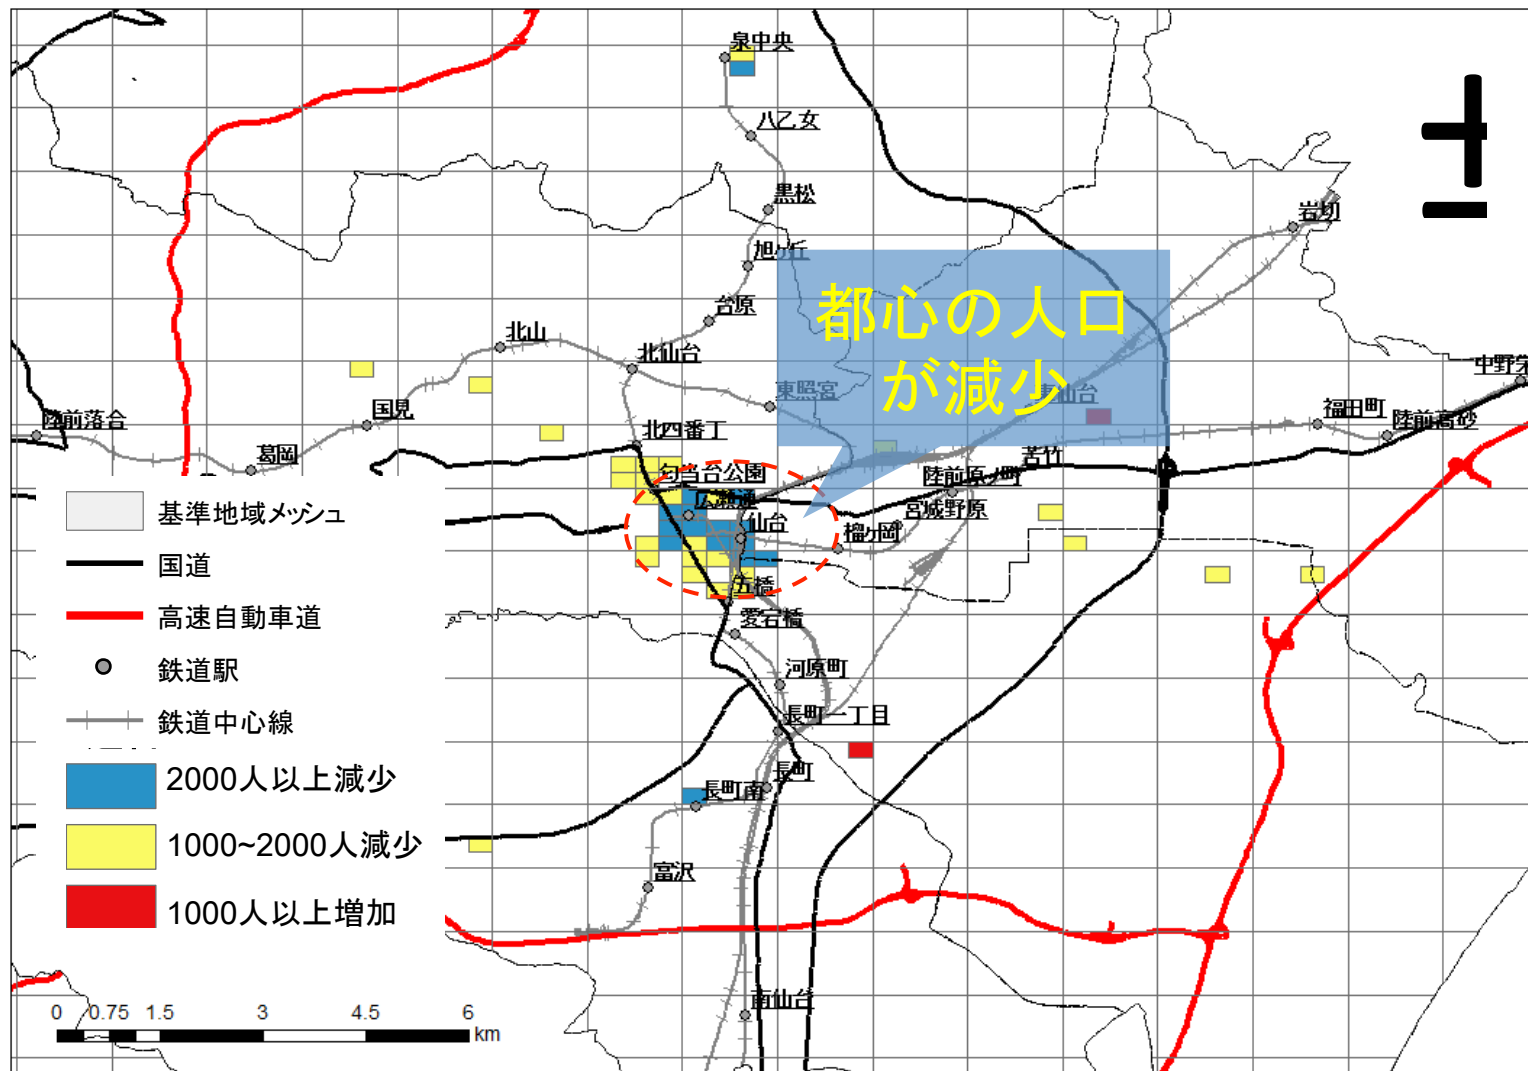 泉中央
八乙女
黒松
岩切
旭ヶ丘
台原
都心の人口
が減少
北山
北仙台
中野栄
東照宮
東仙台
国見
陸前落合
福田町
陸前高砂
北四番丁
葛岡
苦竹
勾当台公園
陸前原ノ町
広瀬通
宮城野原
仙台
榴ヶ岡
五橋
愛宕橋
河原町
長町一丁目
長町
長町南
富沢
南仙台
基準地域メッシュ
国道
高速自動車道
鉄道駅
鉄道中心線
2000人以上減少
1000~2000人減少
1000人以上増加
0 0.75 1.5 3 4.5 6
km